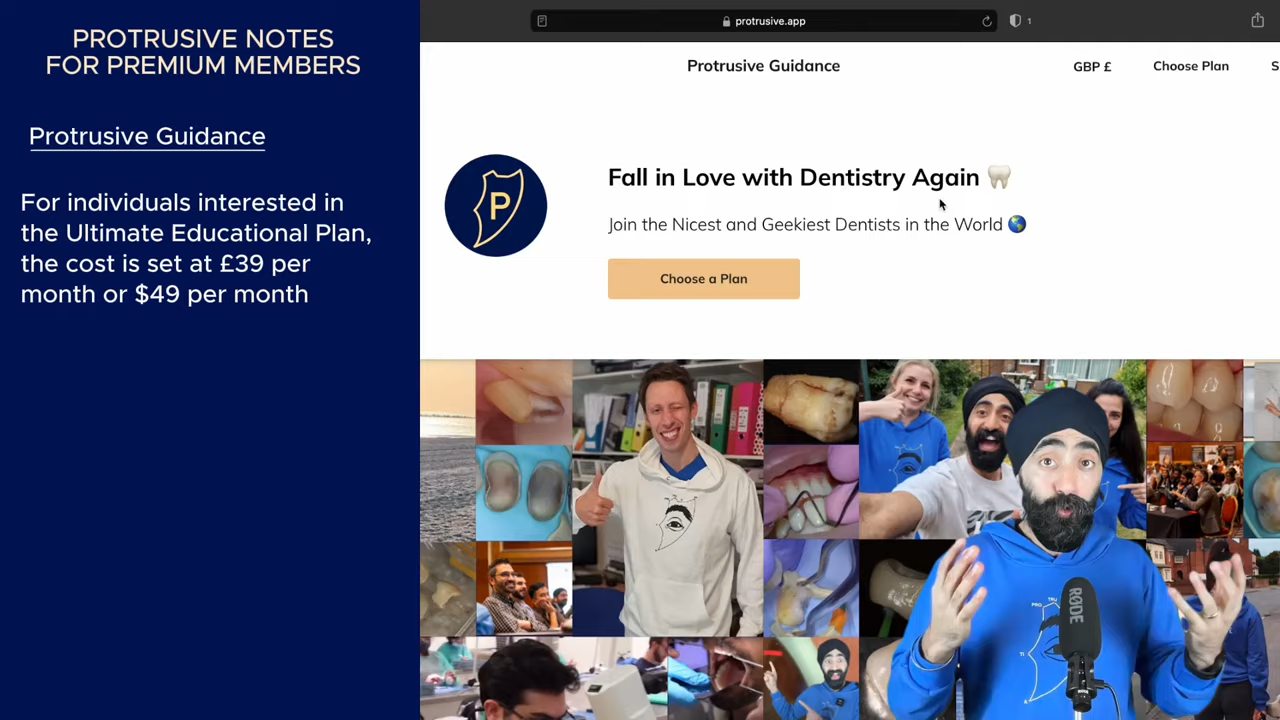 PROTRUSIVE NOTES
FOR PREMIUM MEMBERS
Protrusive Guidance
For individuals interested in
the Ultimate Educational Plan,
the cost is set at £39 per
month or $49 per month
protrusive.app
1
Protrusive Guidance
GBP £
Choose Plan
S
P
Fall in Love with Dentistry Again
Join the Nicest and Geekiest Dentists in the World
Choose a Plan
RØDE